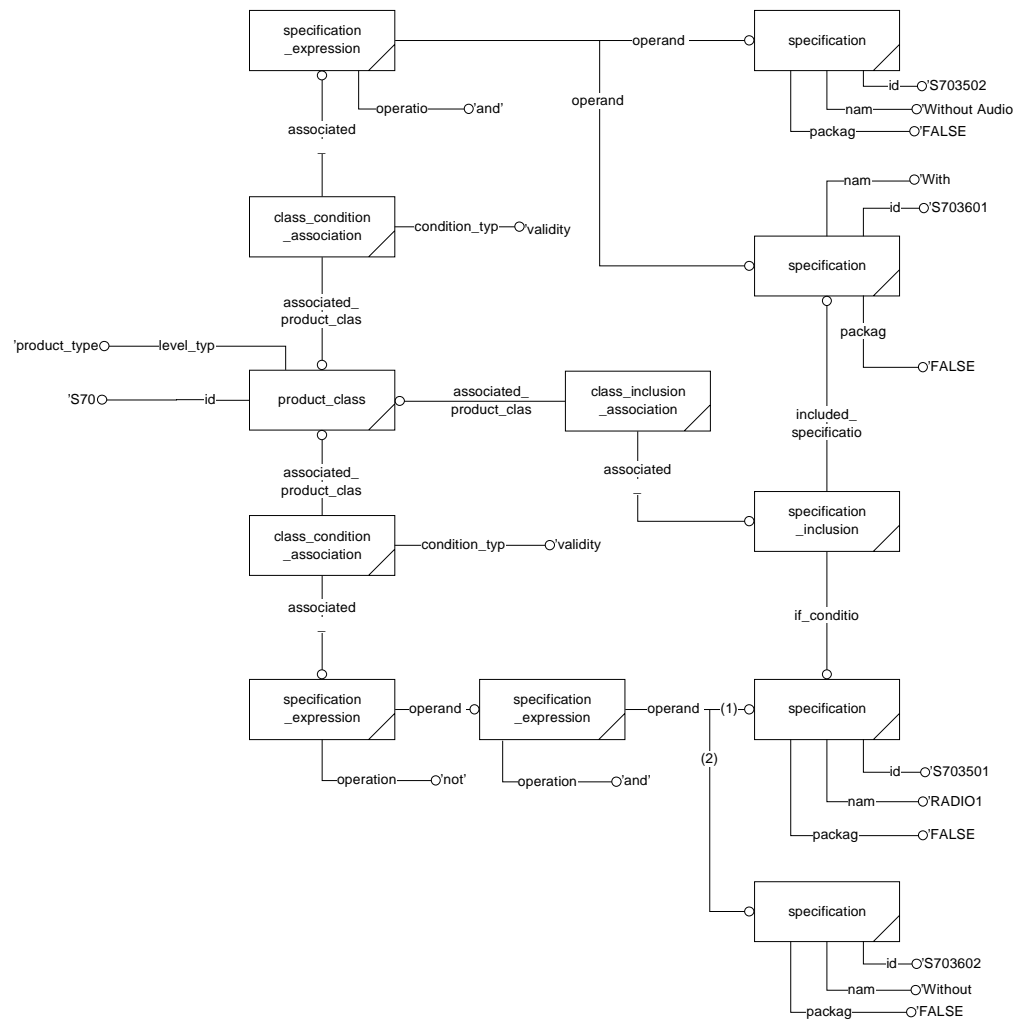 specification
_expression
operand
specification
id
'S703502
operatio
'and'
nam
'Without Audio
operand
packag
'FALSE
associated
_
nam
'With
id
'S703601
class_condition
_association
condition_typ
'validity
specification
associated_
product_clas
packag
'product_type
level_typ
'FALSE
'S70
id
product_class
associated_
product_clas
class_inclusion
_association
included_
specificatio
associated_
product_clas
associated
_
class_condition
_association
condition_typ
'validity
specification
_inclusion
associated
_
if_conditio
specification
_expression
operand
specification
_expression
operand
(1)
specification
(2)
operation
'not'
operation
'and'
id
'S703501
nam
'RADIO1
packag
'FALSE
specification
id
'S703602
nam
'Without
packag
'FALSE